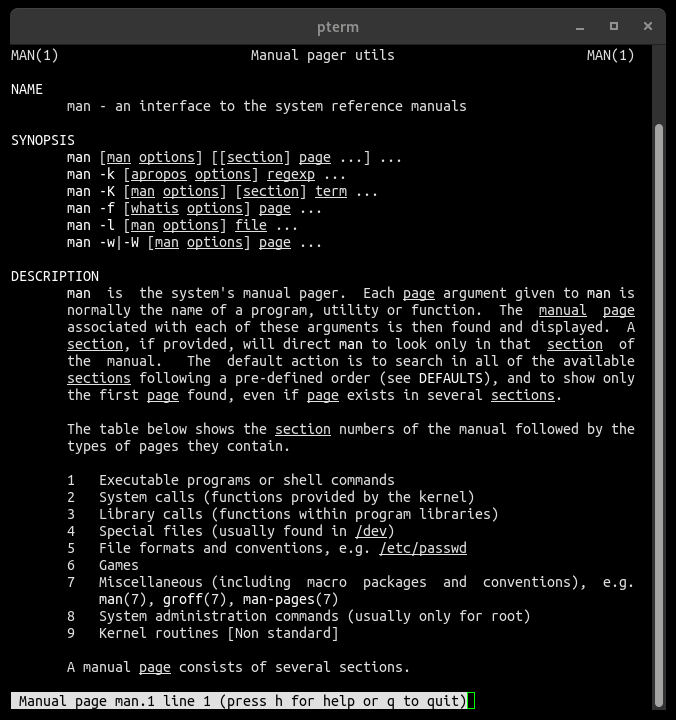 pterm
MAN(1)                        Manual pager utils                        MAN(1)
NAME
       man - an interface to the system reference manuals
SYNOPSIS
       man [man options] [[section] page ...] ...
       man -k [apropos options] regexp ...
       man -K [man options] [section] term ...
       man -f [whatis options] page ...
       man -l [man options] file ...
       man -w|-W [man options] page ...
DESCRIPTION
       man  is  the system's manual pager.  Each page argument given to man is
       normally the name of a program, utility or function.  The  manual  page
       associated with each of these arguments is then found and displayed.  A
       section, if provided, will direct man to look only in that  section  of
       the  manual.   The  default action is to search in all of the available
       sections following a pre-defined order (see DEFAULTS), and to show only
       the first page found, even if page exists in several sections.
       The table below shows the section numbers of the manual followed by the
       types of pages they contain.
       1   Executable programs or shell commands
       2   System calls (functions provided by the kernel)
       3   Library calls (functions within program libraries)
       4   Special files (usually found in /dev)
       5   File formats and conventions, e.g. /etc/passwd
       6   Games
       7   Miscellaneous (including  macro  packages  and  conventions),  e.g.
           man(7), groff(7), man-pages(7)
       8   System administration commands (usually only for root)
       9   Kernel routines [Non standard]
       A manual page consists of several sections.
 Manual page man.1 line 1 (press h for help or q to quit)